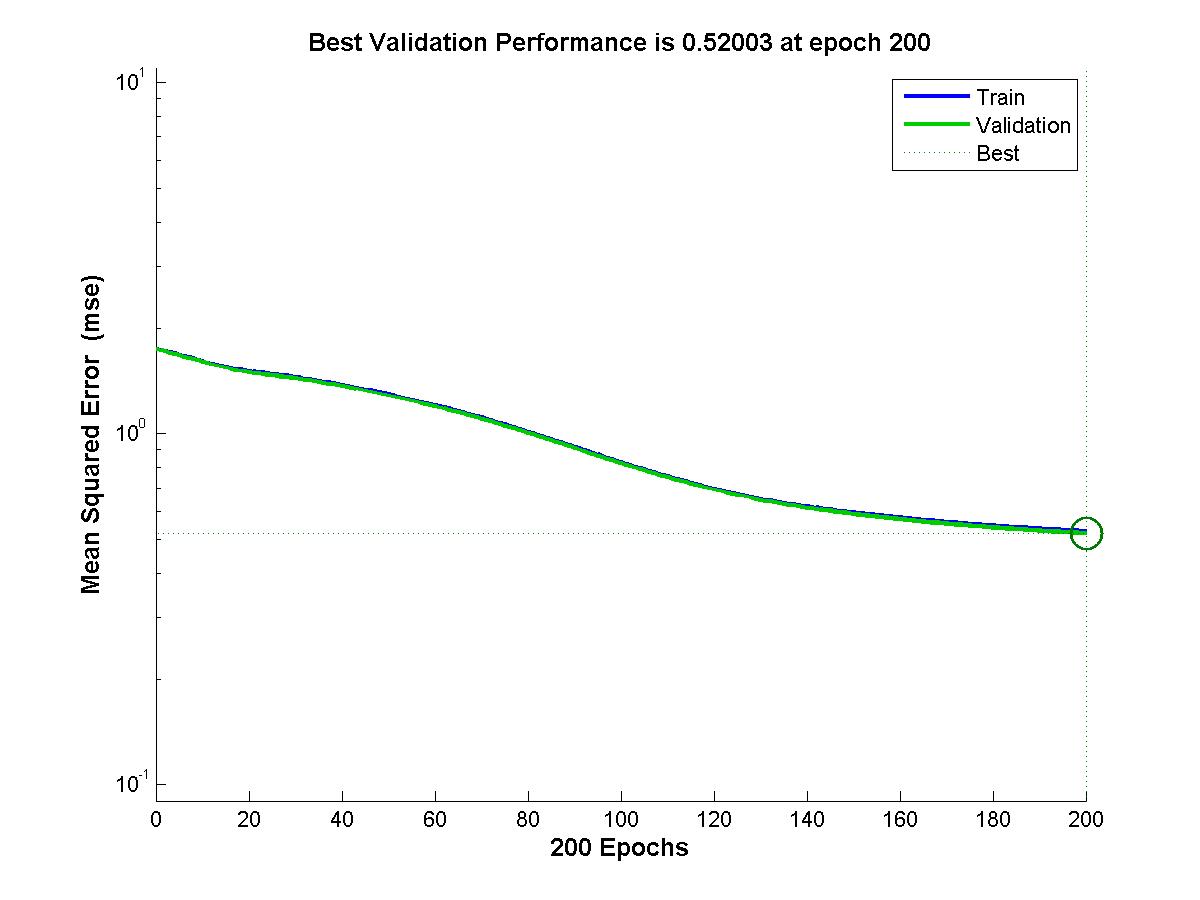 Best Validation Performance is 0.52003 at epoch 200
Train
Validation
Best
Mean Squared Error (mse)
10^1
10^0
10^-1
0 20 40 60 80 100 120 140 160 180 200
200 Epochs